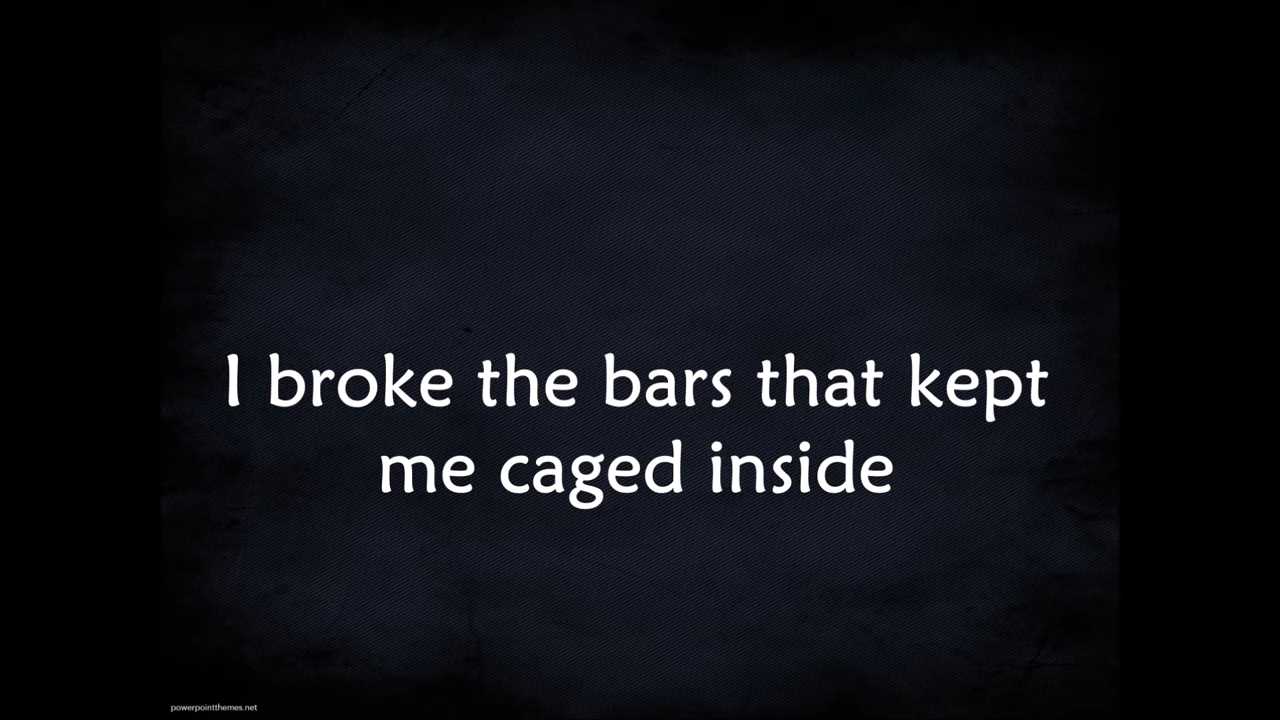 I broke the bars that kept
me caged inside
powerpointthemes.net